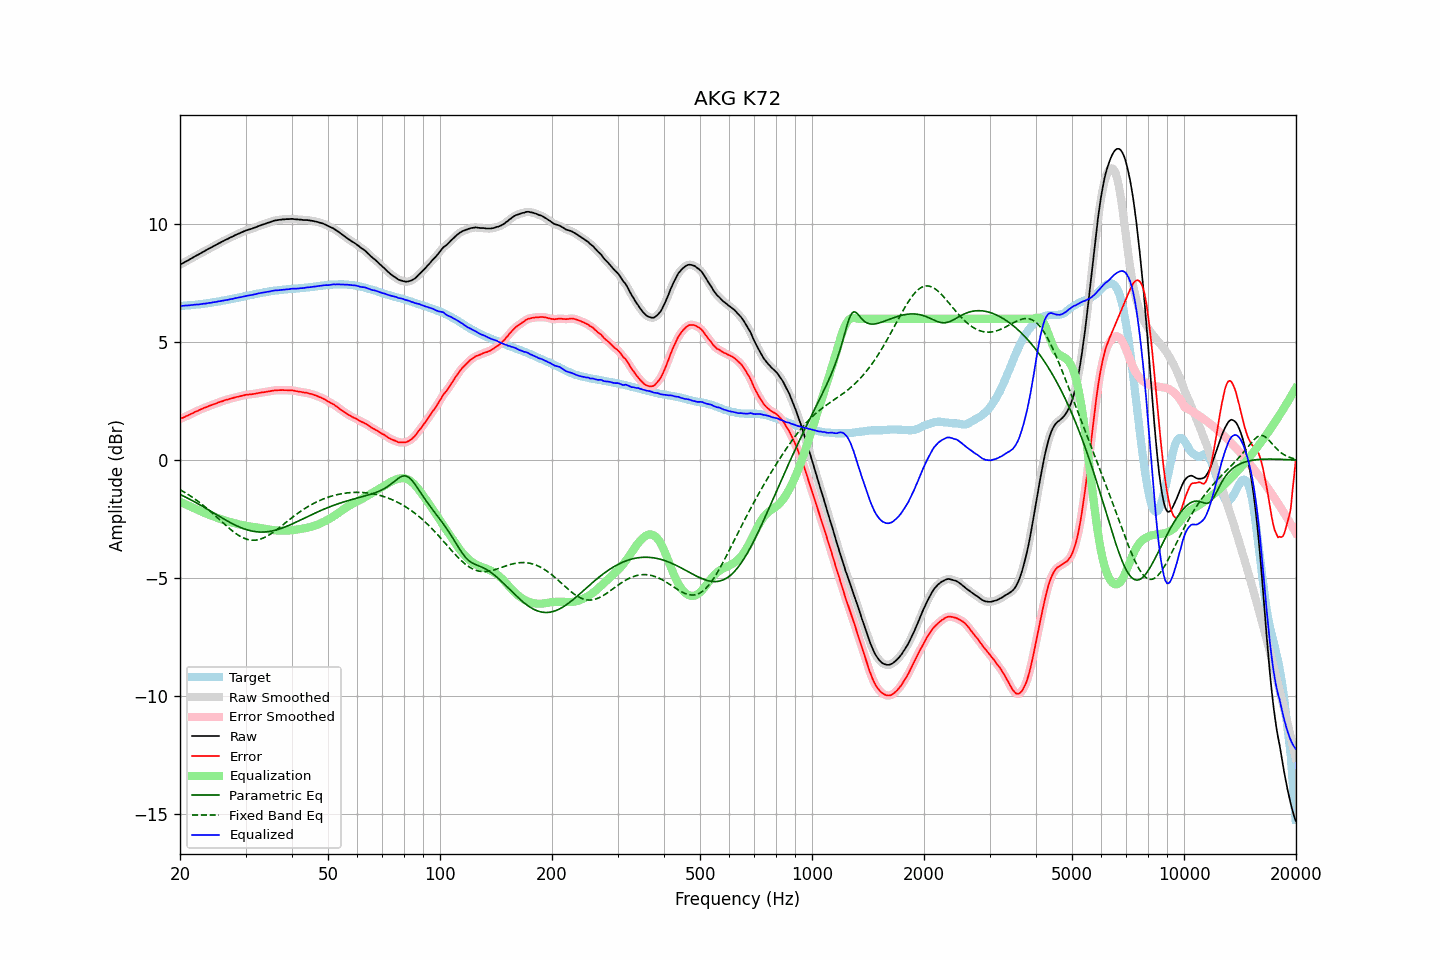 AKG K72
Amplitude (dBr)
10
5
0
−5
−10
−15
Target
Raw Smoothed
Error Smoothed
Raw
Error
Equalization
Parametric Eq
Fixed Band Eq
Equalized
20 50 100 200 500 1000 2000 5000 10000 20000
Frequency (Hz)